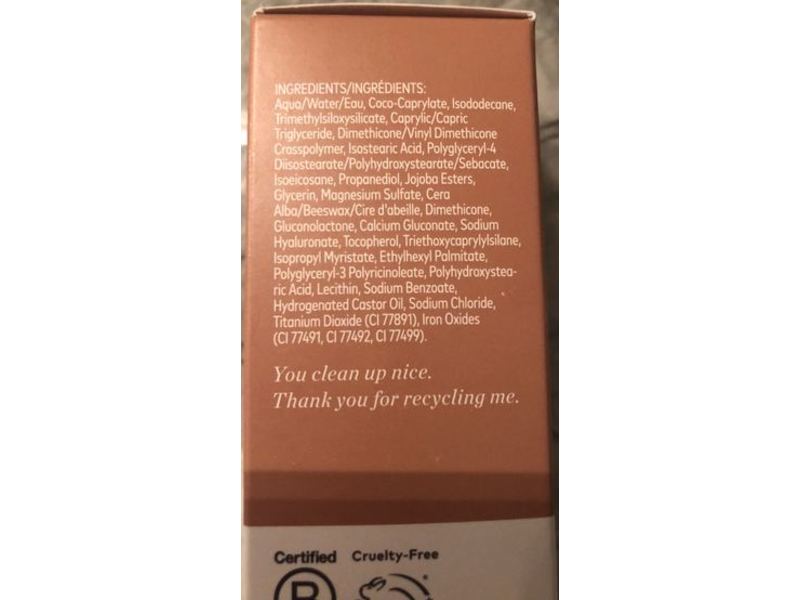 INGREDIENTS/INGRÉDIENTS:
Aqua/Water/Eau, Coco-Caprylate, Isododecane,
Trimethylsiloxysilicate, Caprylic/Capric
Triglyceride, Dimethicone/Vinyl Dimethicone
Crosspolymer, Isostearic Acid, Polyglyceryl-4
Diisostearate/Polyhydroxystearate/Sebacate,
Isoeicosane, Propanediol, Jojoba Esters,
Glycerin, Magnesium Sulfate, Cera
Alba/Beeswax/Cire d'abeille, Dimethicone,
Gluconolactone, Calcium Gluconate, Sodium
Hyaluronate, Tocopherol, Triethoxycaprylylsilane,
Isopropyl Myristate, Ethylhexyl Palmitate,
Polyglyceryl-3 Polyricinoleate, Polyhydroxystea-
ric Acid, Lecithin, Sodium Benzoate,
Hydrogenated Castor Oil, Sodium Chloride,
Titanium Dioxide (CI 77891), Iron Oxides
(CI 77491, CI 77492, CI 77499).
You clean up nice.
Thank you for recycling me.
Certified Cruelty-Free
B